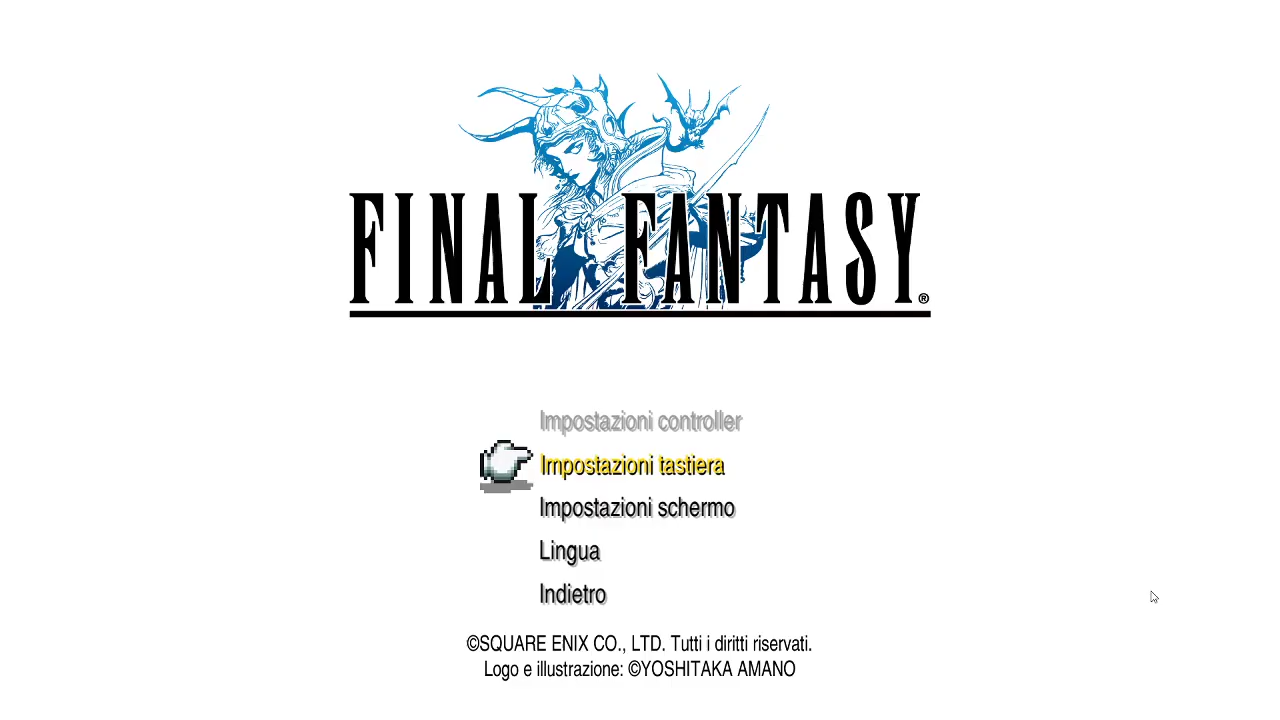 FINAL FANTASY®
Impostazioni controller
Impostazioni tastiera
Impostazioni schermo
Lingua
Indietro
©SQUARE ENIX CO., LTD. Tutti i diritti riservati.
Logo e illustrazione: ©YOSHITAKA AMANO